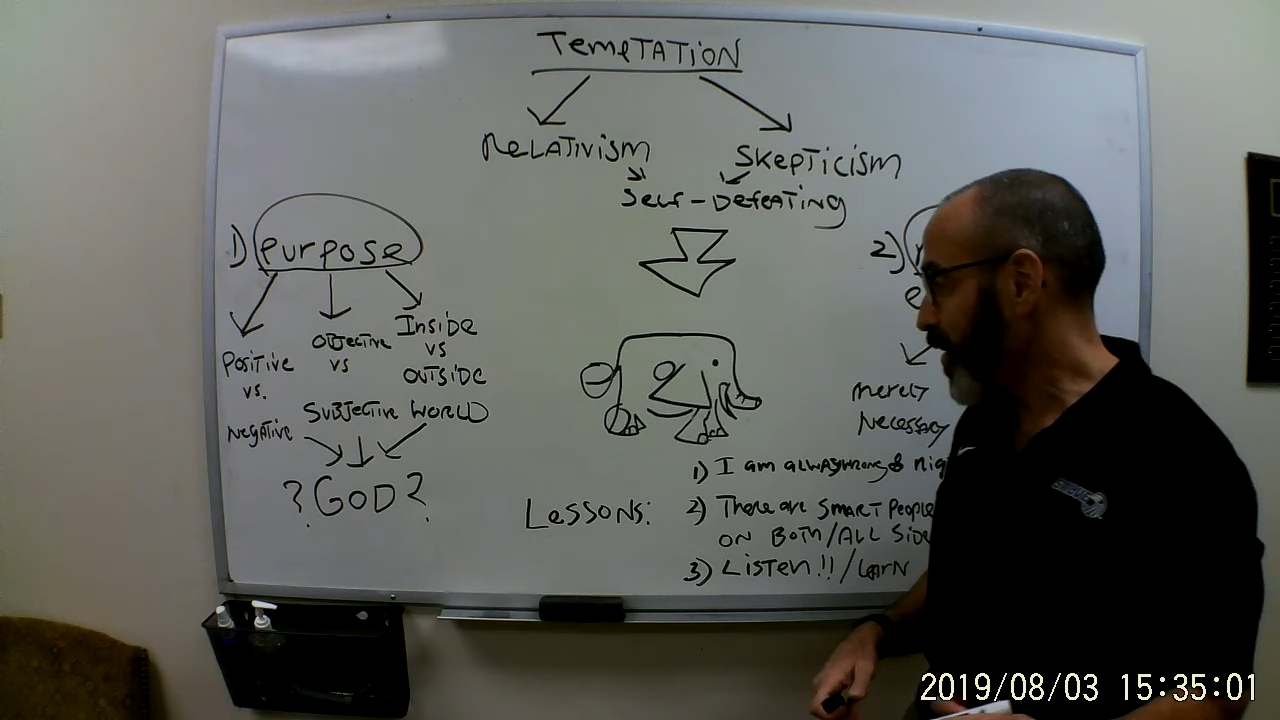 TemPTATION
RELATIVISM
SKEPTICISM
SELF-DEFEATING
1) PURPOSE
2)
POSITIVE
vs.
NEGATIVE
OBJECTIVE
VS
SUBJECTIVE
INSIDE
VS
OUTSIDE
WORLD
?GOD?
merely
Necessary
Lessons:
1) I am always wrong &
2) There are SMART People
ON BOTH/ALL
3) LISTEN!!/Learn
2019/08/03 15:35:01